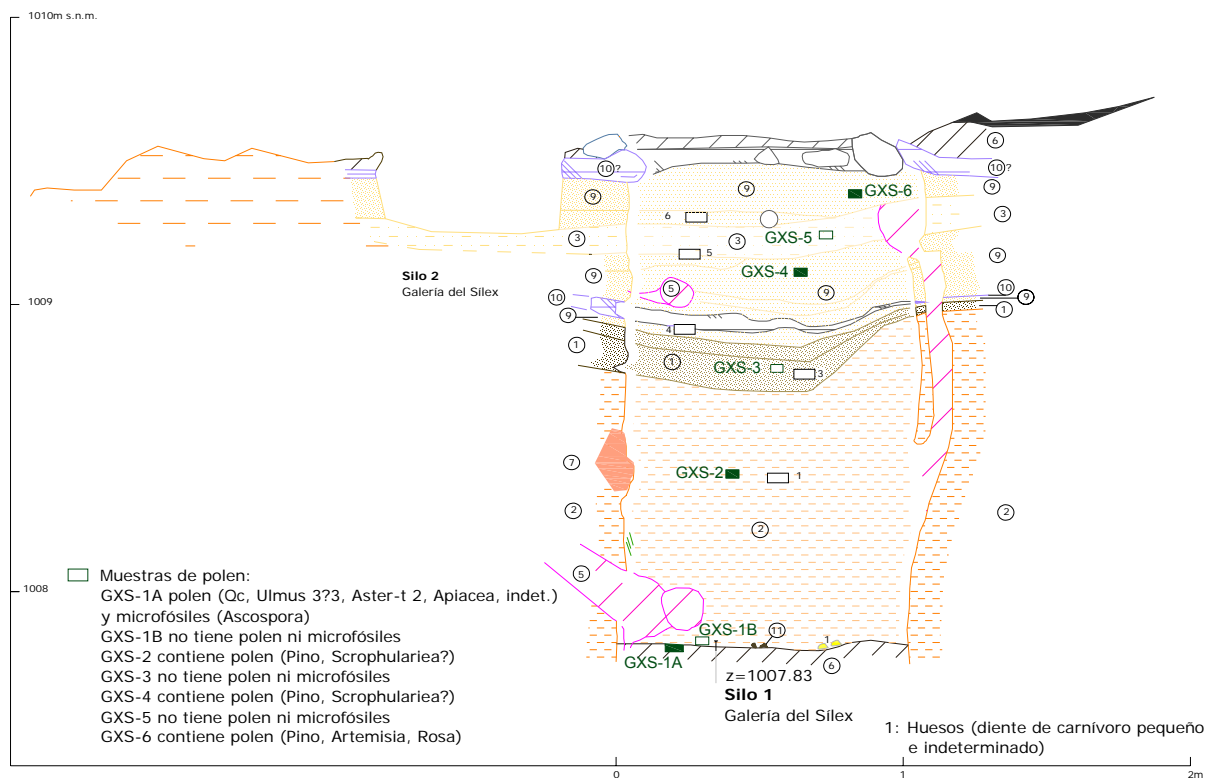 1010m s.n.m.
6
10?
10?
9
9
9
GXS-6
6
3
3
3
GXS-5
5
9
9
GXS-4
Silo 2
Galería del Sílex
5
9
10
10
9
1009
9
4
1
1
1
GXS-3
3
7
GXS-2
1
2
2
2
5
1008
Muestras de polen:
GXS-1A polen (Qc, Ulmus 3?3, Aster-t 2, Apiacea, indet.)
y microfósiles (Ascospora)
GXS-1B no tiene polen ni microfósiles
GXS-2 contiene polen (Pino, Scrophulariea?)
GXS-3 no tiene polen ni microfósiles
GXS-4 contiene polen (Pino, Scrophulariea?)
GXS-5 no tiene polen ni microfósiles
GXS-6 contiene polen (Pino, Artemisia, Rosa)
GXS-1B
11
1
GXS-1A
6
z=1007.83
Silo 1
Galería del Sílex
1: Huesos (diente de carnívoro pequeño
e indeterminado)
0
1
2m